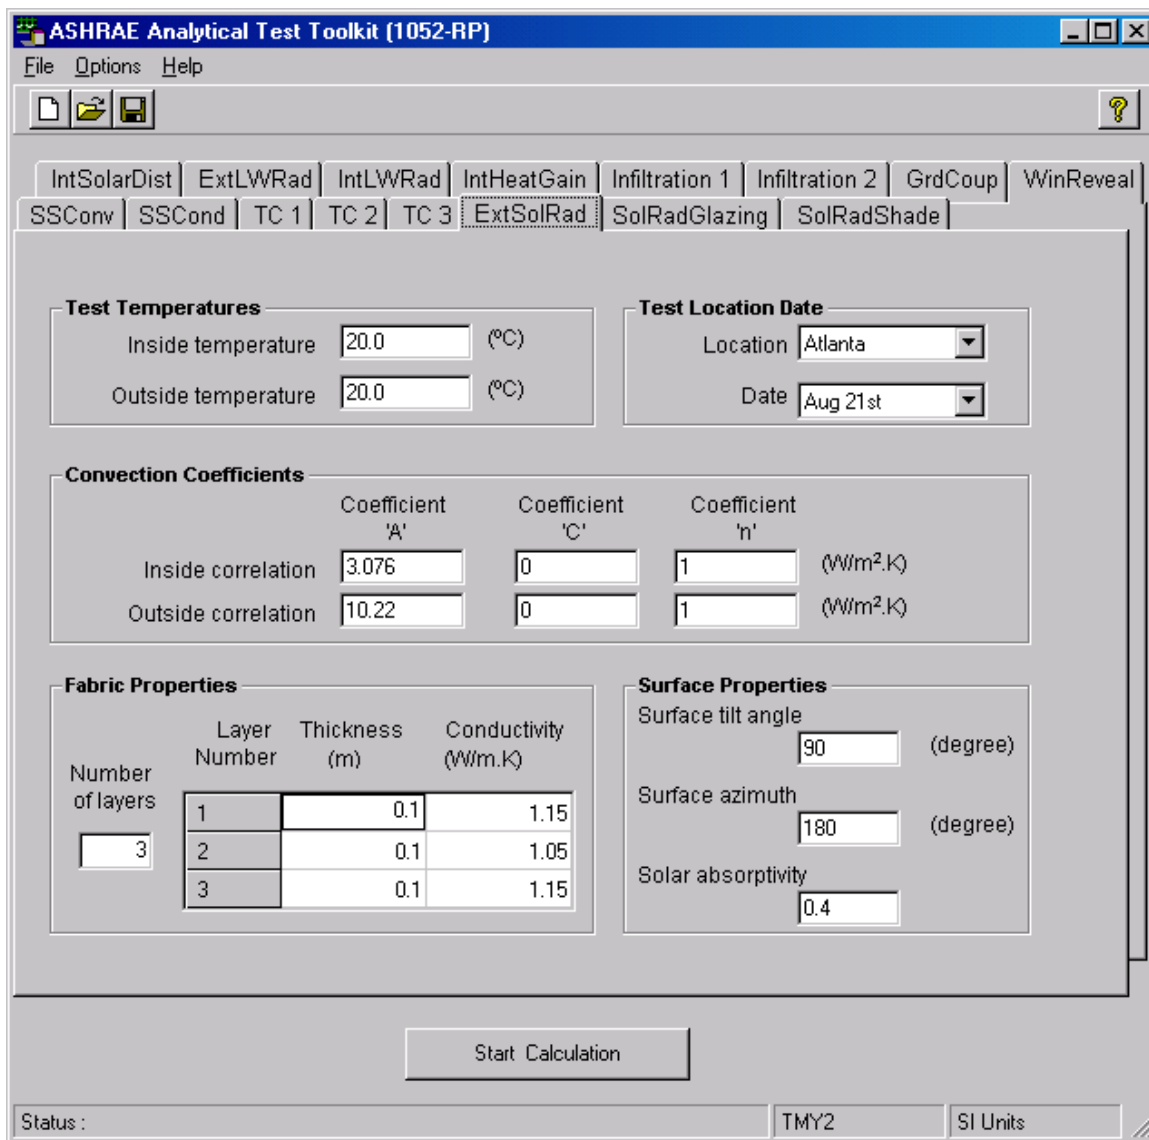 ASHRAE Analytical Test Toolkit (1052-RP)
File Options Help
IntSolarDist ExtLWRad IntLWRad IntHeatGain Infiltration 1 Infiltration 2 GrdCoup WinReveal
SSConv SSCond TC 1 TC 2 TC 3 ExtSolRad SolRadGlazing SolRadShade
Test Temperatures
Inside temperature 20.0 (ºC)
Outside temperature 20.0 (ºC)
Test Location Date
Location Atlanta
Date Aug 21st
Convection Coefficients
Coefficient Coefficient Coefficient
'A' 'C' 'n'
Inside correlation 3.076 0 1 (W/m².K)
Outside correlation 10.22 0 1 (W/m².K)
Fabric Properties
Number
of layers
3
Layer Thickness Conductivity
Number (m) (W/m.K)
1 0.1 1.15
2 0.1 1.05
3 0.1 1.15
Surface Properties
Surface tilt angle
90 (degree)
Surface azimuth
180 (degree)
Solar absorptivity
0.4
Start Calculation
Status : TMY2 SI Units